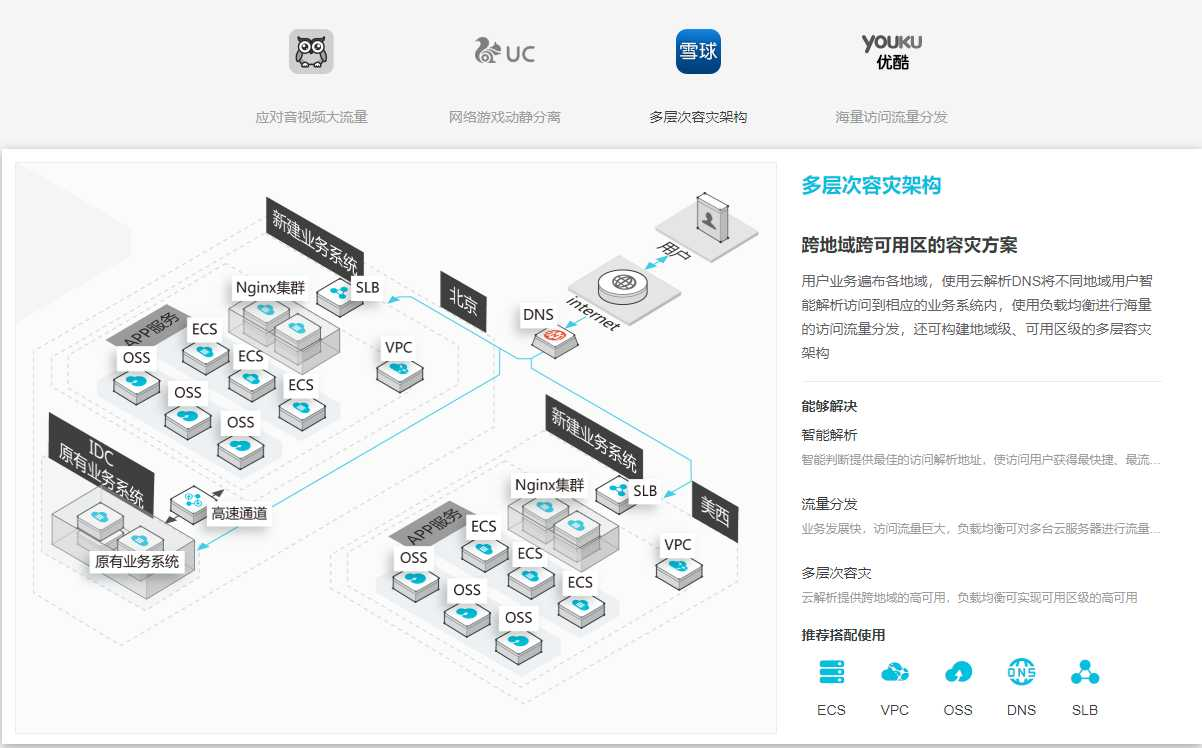 UC
雪球
YOUKU
优酷
应对音视频大流量
网络游戏动静分离
多层次容灾架构
海量访问流量分发
新建业务系统
Nginx集群
SLB
APP服务
ECS
OSS
ECS
OSS
ECS
OSS
VPC
北京
用户
internet
DNS
IDC
原有业务系统
高速通道
原有业务系统
新建业务系统
Nginx集群
SLB
美西
APP服务
ECS
OSS
ECS
OSS
ECS
OSS
VPC
多层次容灾架构
跨地域跨可用区的容灾方案
用户业务遍布各地域，使用云解析DNS将不同地域用户智
能解析访问到相应的业务系统内，使用负载均衡进行海量
的访问流量分发，还可构建地域级、可用区级的多层容灾
架构
能够解决
智能解析
智能判断提供最佳的访问解析地址、使访问用户获得最快捷、最流...
流量分发
业务发展快，访问流量巨大，负载均衡可对多台云服务器进行流量...
多层次容灾
云解析提供跨地域的高可用，负载均衡可实现可用区级的高可用
推荐搭配使用
DNS
ECS
VPC
OSS
DNS
SLB